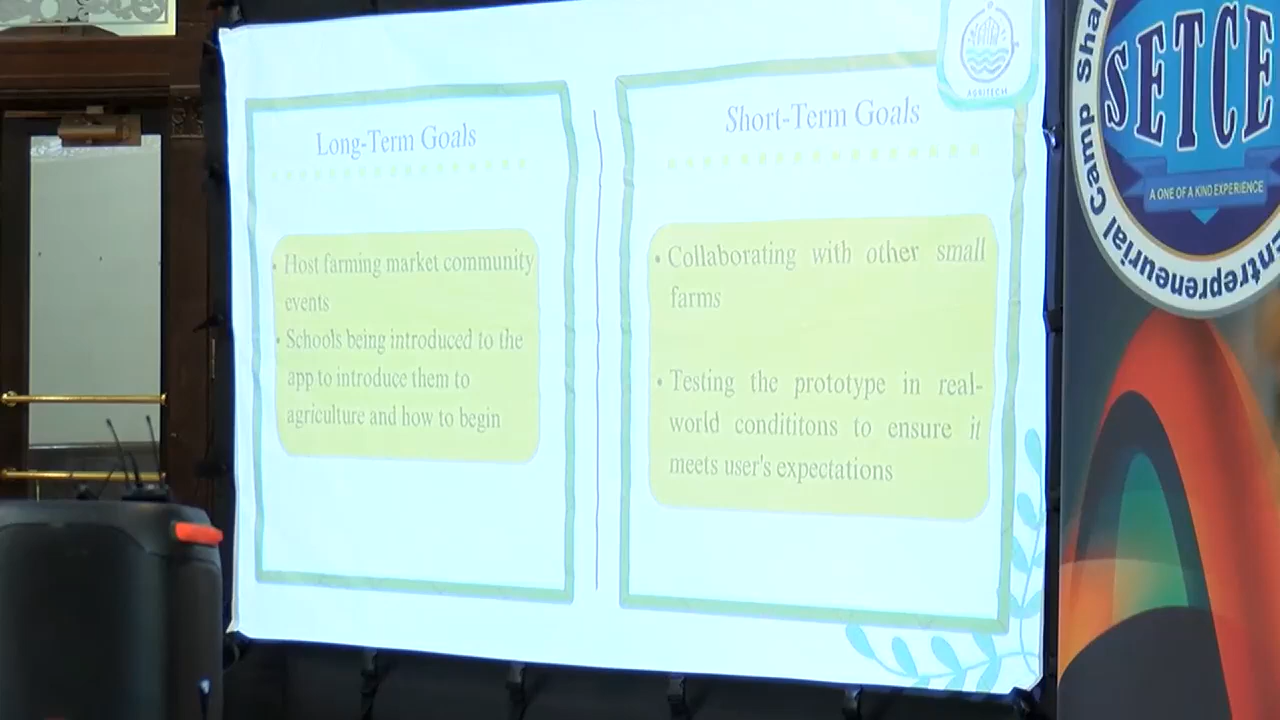 Long-Term Goals
• Host farming market community
events
• Schools being introduced to the
app to introduce them to
agriculture and how to begin
Short-Term Goals
• Collaborating with other small
farms
• Testing the prototype in real-
world condititons to ensure it
meets user's expectations
AGRITECH
SETCE
A ONE OF A KIND EXPERIENCE
Entrepreneurial Camp